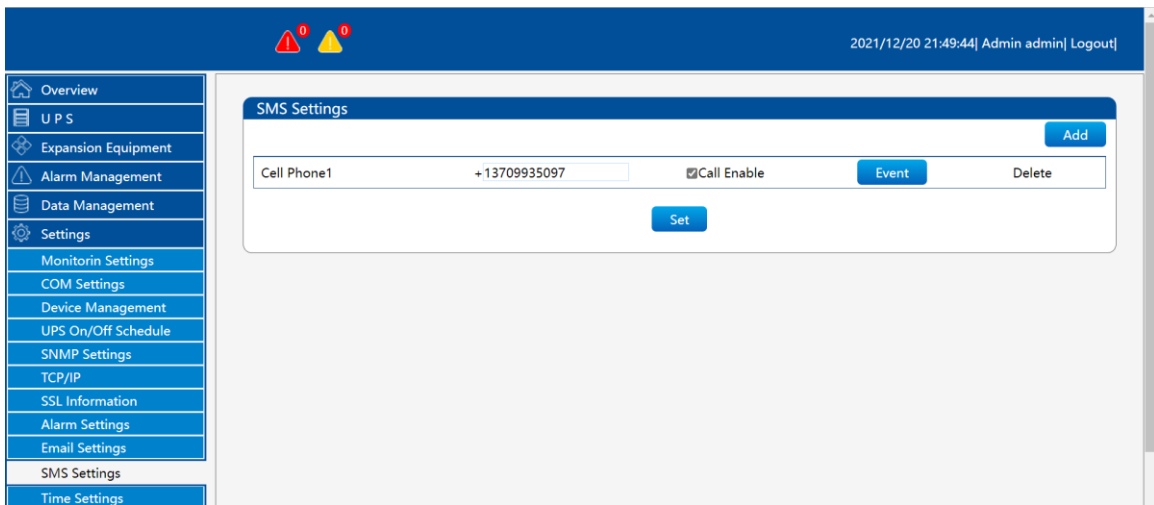 0 0
2021/12/20 21:49:44| Admin admin| Logout|
Overview
UPS
Expansion Equipment
Alarm Management
Data Management
Settings
Monitorin Settings
COM Settings
Device Management
UPS On/Off Schedule
SNMP Settings
TCP/IP
SSL Information
Alarm Settings
Email Settings
SMS Settings
Time Settings
SMS Settings
Add
Cell Phone1 +13709935097 Call Enable Event Delete
Set